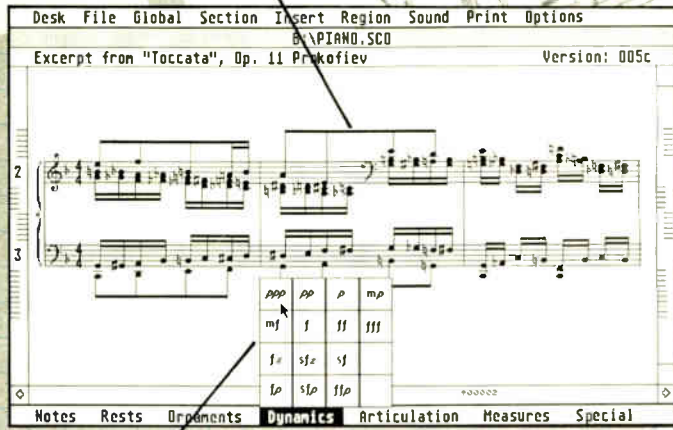 Desk File Global Section Insert Region Sound Print Options
B:\PIANO.SCO
Excerpt from "Toccata", Op. 11 Prokofiev
Version: 005c
2
3
ppp pp p mp
mf f ff fff
fz sfz sf
fp sfp ffp
+00002
Notes Rests Ornaments Dynamics Articulation Measures Special